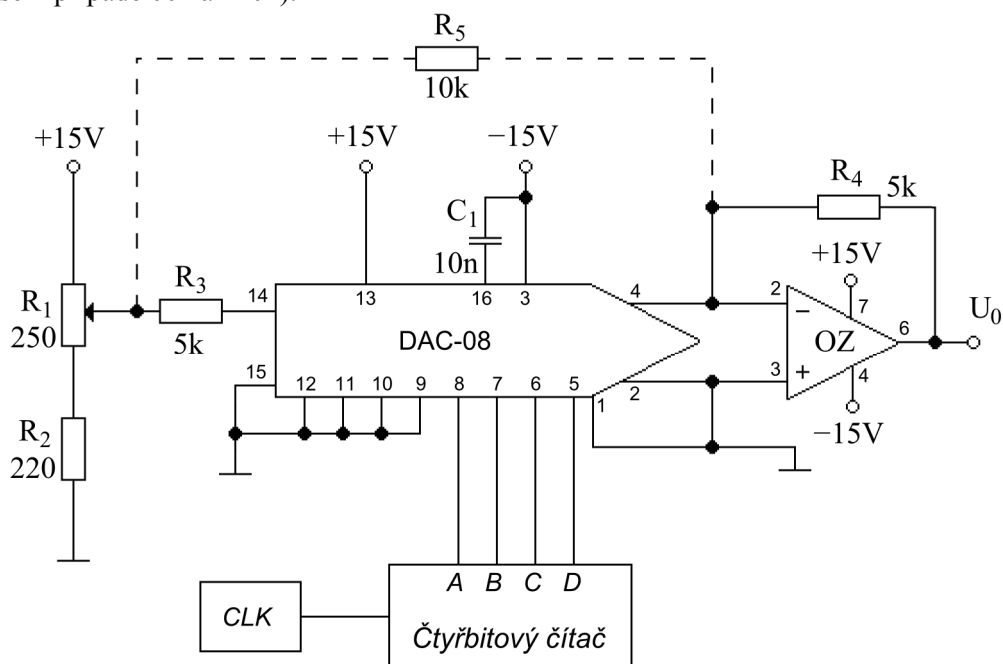 R5
10k
+15V
+15V
−15V
R4
5k
C1
10n
+15V
R1
250
R3
5k
14
13
16
3
4
2
−
7
6
U0
DAC-08
OZ
15
12
11
10
9
8
7
6
5
1
2
3
+
4
−15V
R2
220
A B C D
CLK
Čtyřbitový čítač